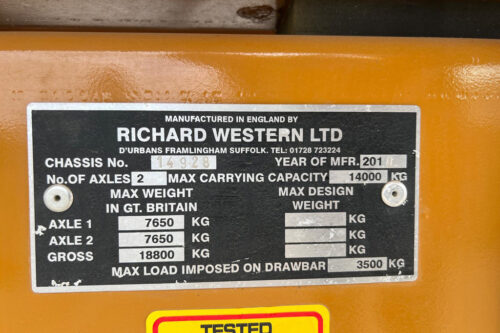 MANUFACTURED IN ENGLAND BY
RICHARD WESTERN LTD
D'URBANS FRAMLINGHAM SUFFOLK. TEL: 01728 723224
CHASSIS No. 14928 YEAR OF MFR. 201
No. OF AXLES 2 MAX CARRYING CAPACITY 14000 KG
MAX WEIGHT IN GT. BRITAIN MAX DESIGN WEIGHT
AXLE 1 7650 KG KG
AXLE 2 7650 KG KG
GROSS 18800 KG KG
MAX LOAD IMPOSED ON DRAWBAR 3500 KG
TESTED